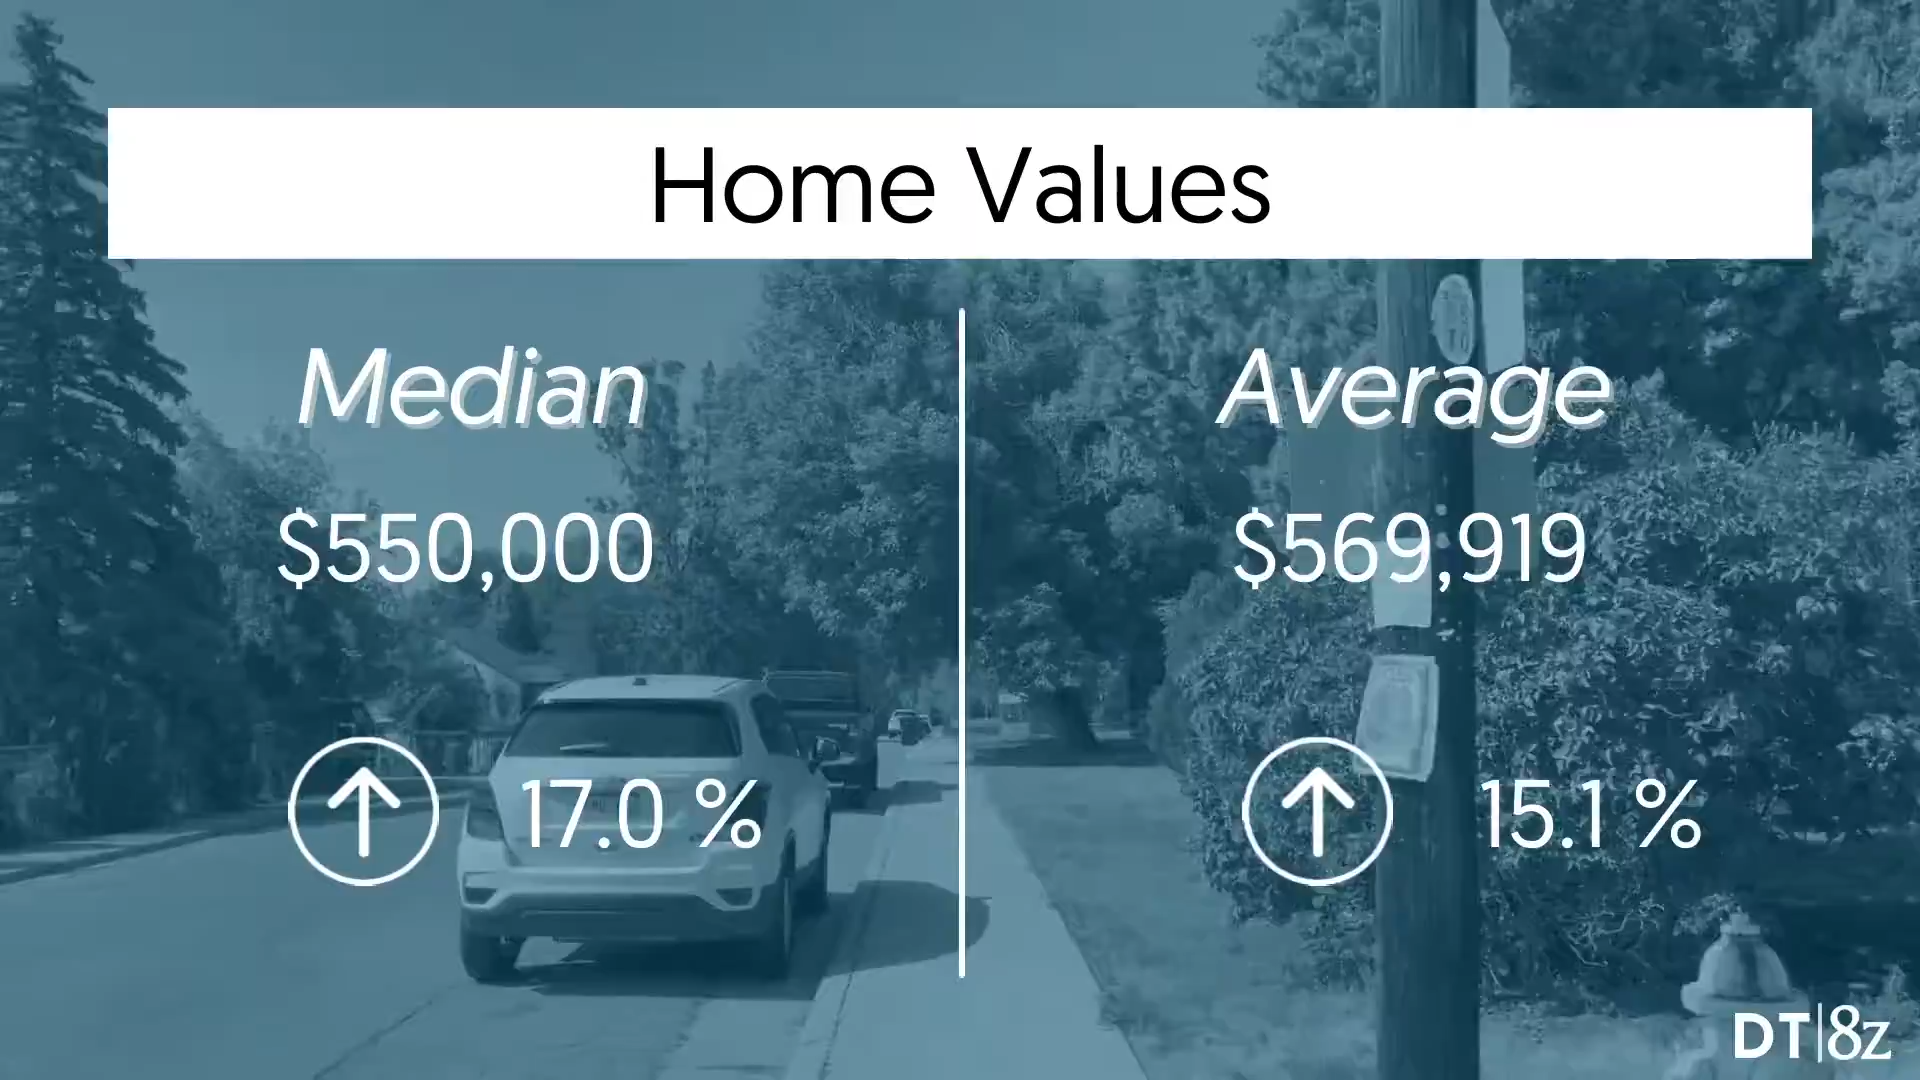 Home Values
Median
$550,000
17.0 %
Average
$569,919
15.1 %
DT|8z